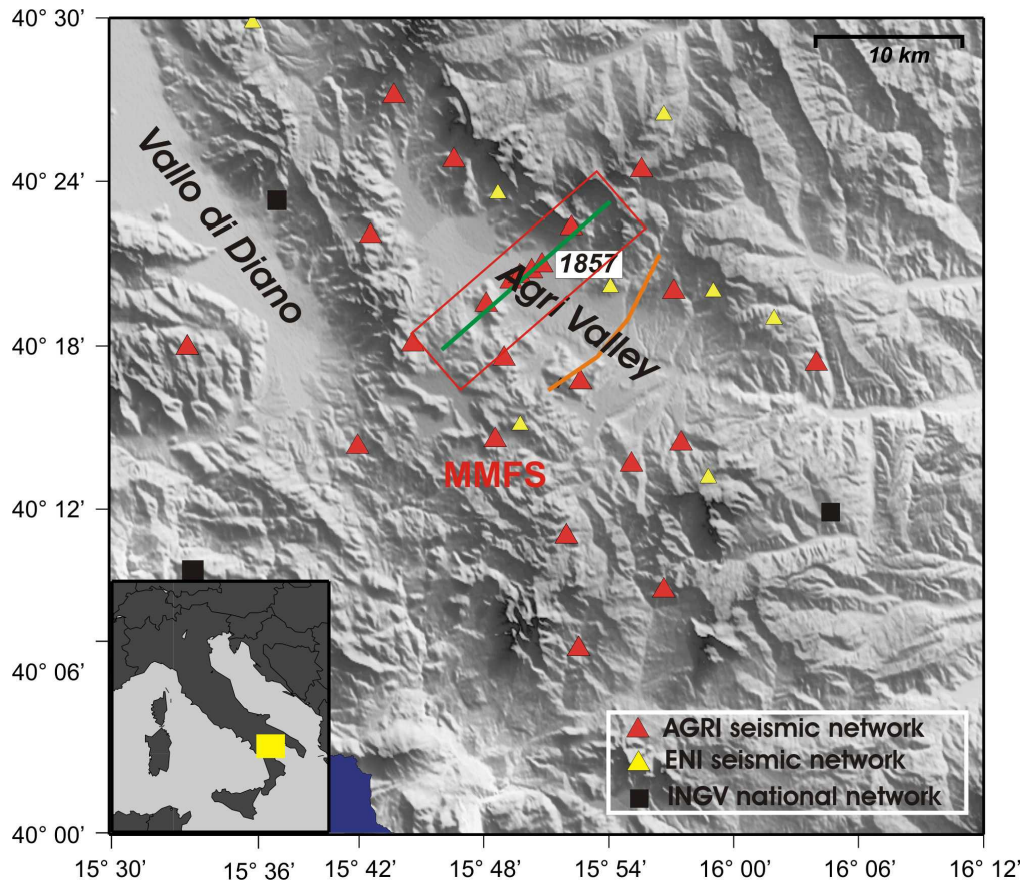 40° 30’
10 km
Vallo di Diano
40° 24’
1857
Agri Valley
40° 18’
MMFS
40° 12’
40° 06’
AGRI seismic network
ENI seismic network
INGV national network
40° 00’
15° 30’
15° 36’
15° 42’
15° 48’
15° 54’
16° 00’
16° 06’
16° 12’